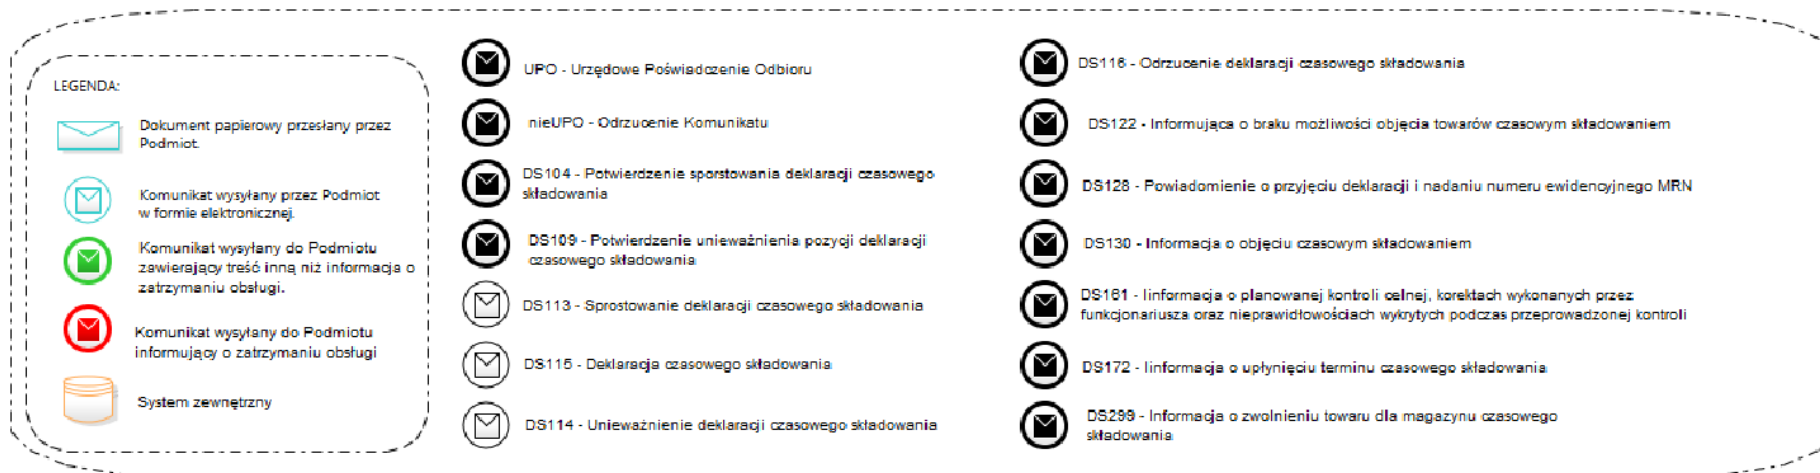 LEGENDA:
Dokument papierowy przesłany przez
Podmiot.
Komunikat wysyłany przez Podmiot
w formie elektronicznej.
Komunikat wysyłany do Podmiotu
zawierający treść inną niż informacja o
zatrzymaniu obsługi.
Komunikat wysyłany do Podmiotu
informujący o zatrzymaniu obsługi
System zewnętrzny
UPO - Urzędowe Poświadczenie Odbioru
nieUPO - Odrzucenie Komunikatu
DS104 - Potwierdzenie sporstowania deklaracji czasowego
składowania
DS109 - Potwierdzenie unieważnienia pozycji deklaracji
czasowego składowania
DS113 - Sprostowanie deklaracji czasowego składowania
DS115 - Deklaracja czasowego składowania
DS114 - Unieważnienie deklaracji czasowego składowania
DS116 - Odrzucenie deklaracji czasowego składowania
DS122 - Informująca o braku możliwości objęcia towarów czasowym składowaniem
DS128 - Powiadomienie o przyjęciu deklaracji i nadaniu numeru ewidencyjnego MRN
DS130 - Informacja o objęciu czasowym składowaniem
DS161 - Iinformacja o planowanej kontroli celnej, korektach wykonanych przez
funkcjonariusza oraz nieprawidłowościach wykrytych podczas przeprowadzonej kontroli
DS172 - Iinformacja o upłynięciu terminu czasowego składowania
DS299 - Informacja o zwolnieniu towaru dla magazynu czasowego
składowania